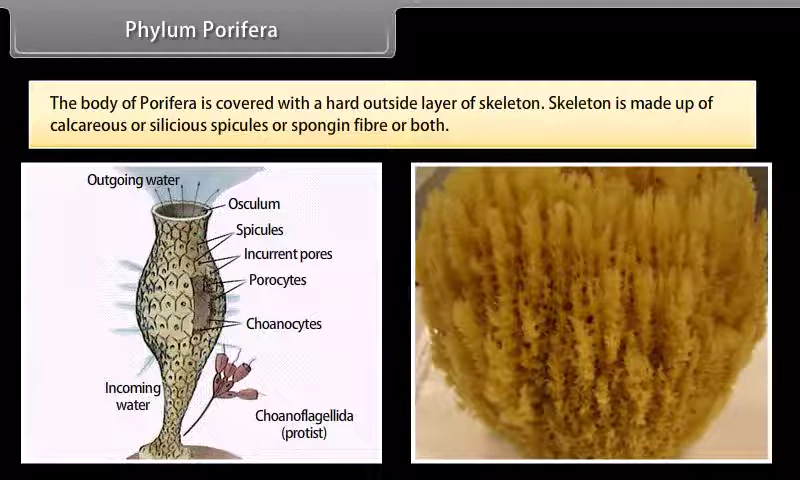 Phylum Porifera
The body of Porifera is covered with a hard outside layer of skeleton. Skeleton is made up of
calcareous or silicious spicules or spongin fibre or both.
Outgoing water
Osculum
Spicules
Incurrent pores
Porocytes
Choanocytes
Incoming
water
Choanoflagellida
(protist)